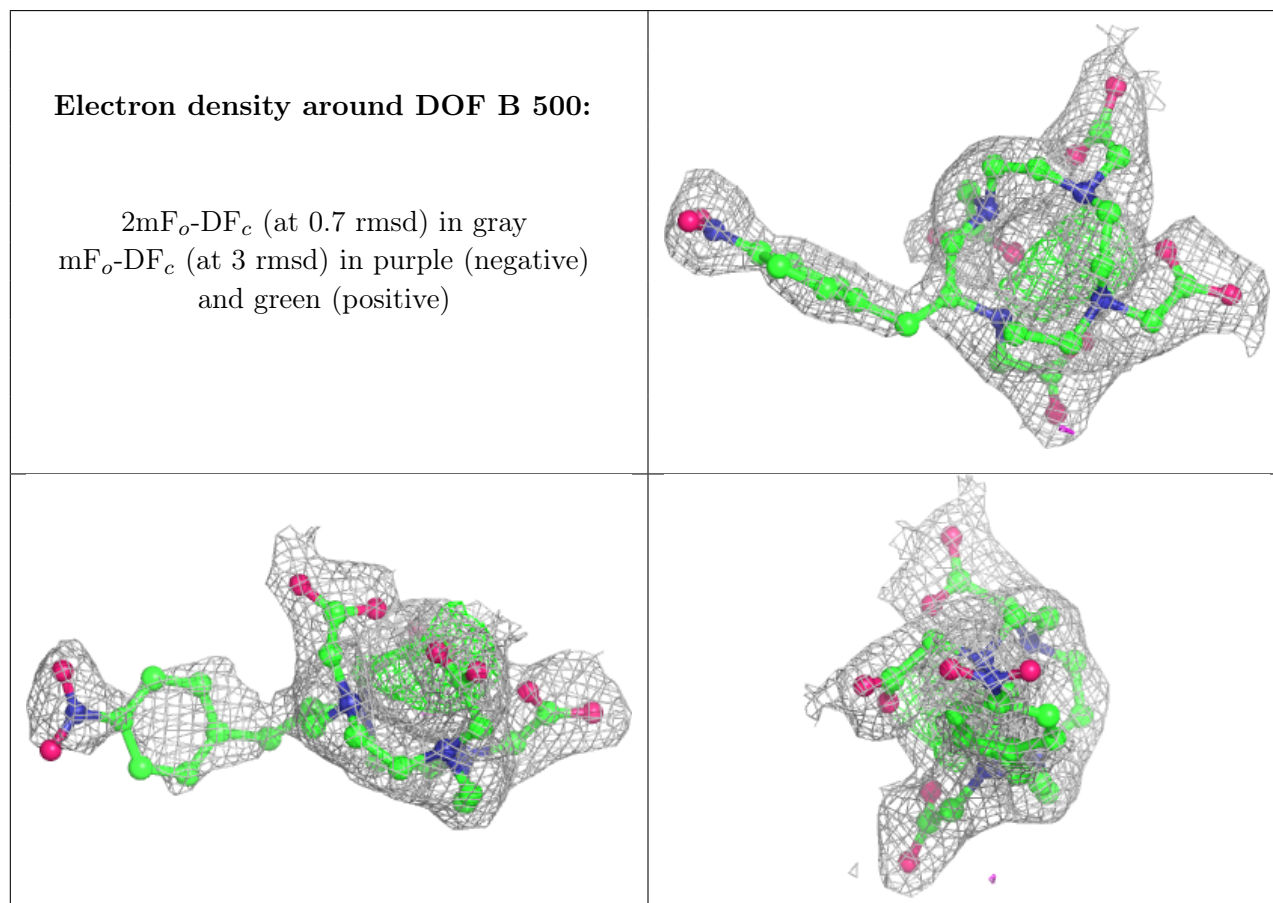 Electron density around DOF B 500:
2mFo-DFc (at 0.7 rmsd) in gray
mFo-DFc (at 3 rmsd) in purple (negative)
and green (positive)